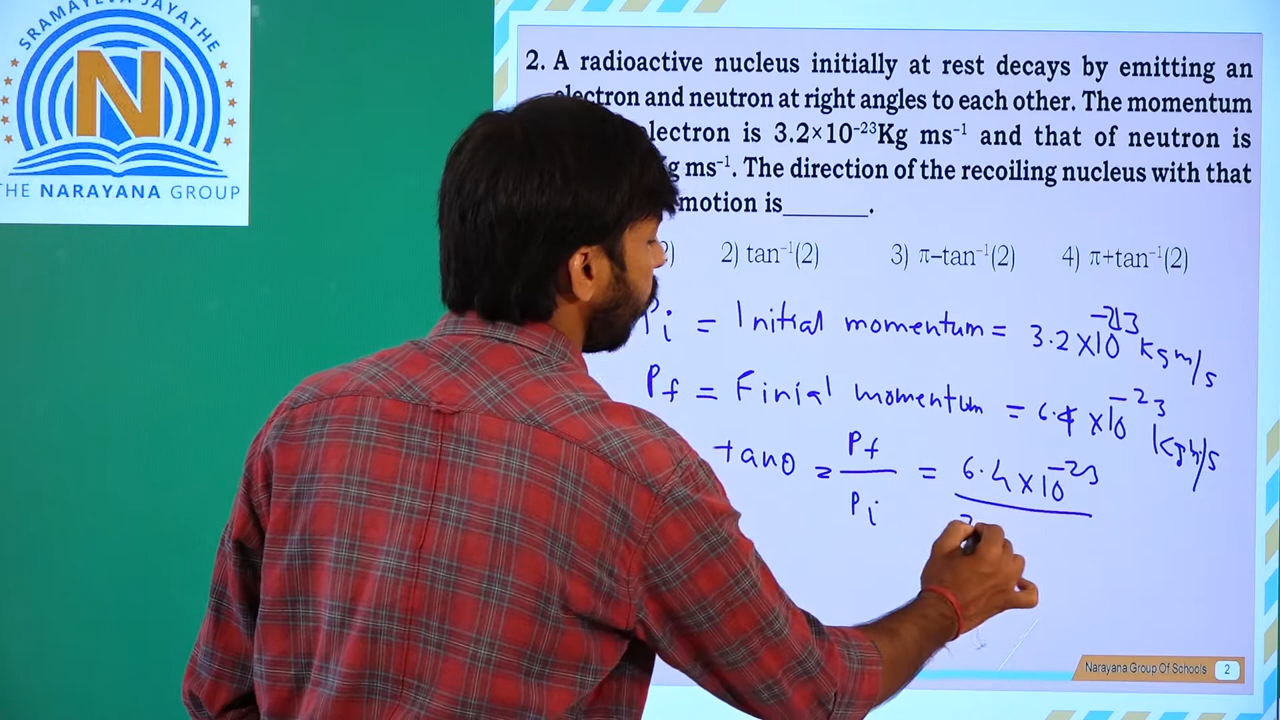 SRAMAYEVA JAYATHE
N
THE NARAYANA GROUP
2. A radioactive nucleus initially at rest decays by emitting an
electron and neutron at right angles to each other. The momentum
electron is 3.2×10⁻²³Kg ms⁻¹ and that of neutron is
ms⁻¹. The direction of the recoiling nucleus with that
motion is_______.
2) tan⁻¹(2) 3) π–tan⁻¹(2) 4) π+tan⁻¹(2)
Pi = Initial momentum = 3.2×10⁻²³ kgm/s
Pf = Finial momentum = 6.4×10⁻²³ kgm/s
tanθ = Pf/Pi = 6.4×10⁻²³
Narayana Group Of Schools 2